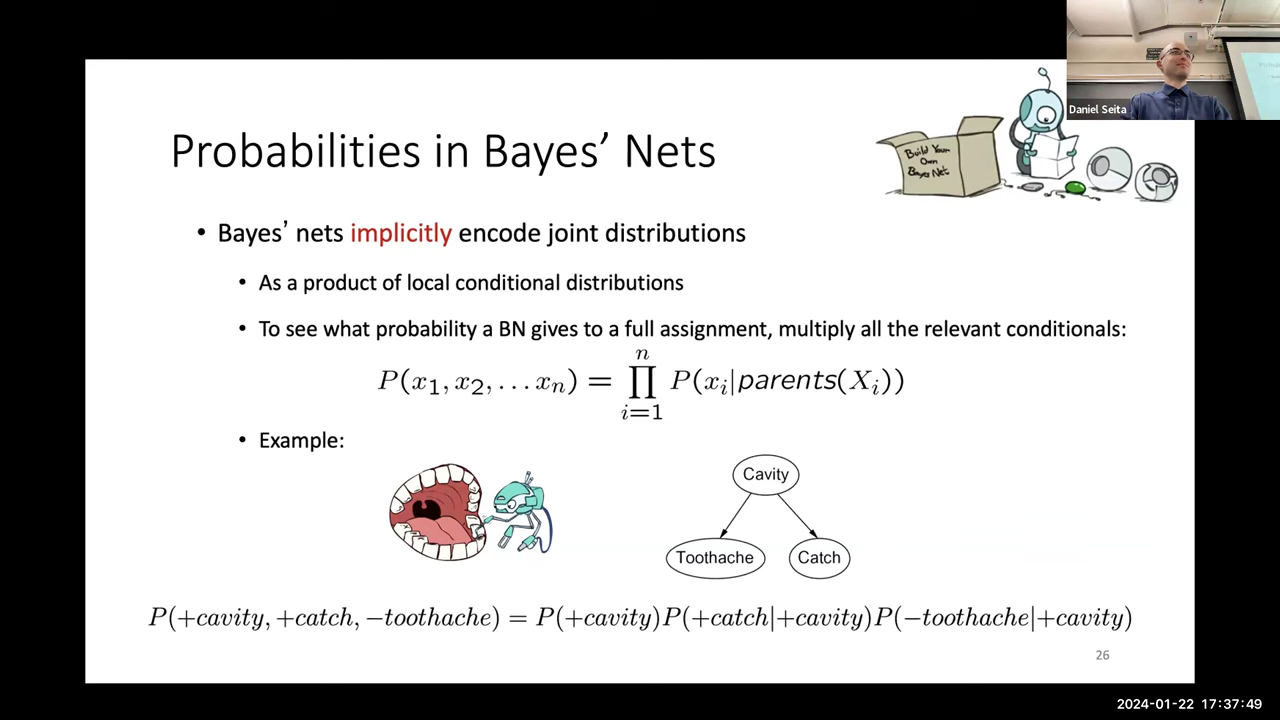 Daniel Seita
Probabilities in Bayes’ Nets
Build Your
Own
Bayes Net
• Bayes’ nets implicitly encode joint distributions
• As a product of local conditional distributions
• To see what probability a BN gives to a full assignment, multiply all the relevant conditionals:
P(x₁, x₂, . . . xₙ) = ∏ᵢ₌₁ⁿ P(xᵢ|parents(Xᵢ))
• Example:
Cavity
Toothache Catch
P(+cavity, +catch, −toothache) = P(+cavity)P(+catch|+cavity)P(−toothache|+cavity)
26
2024-01-22 17:37:49